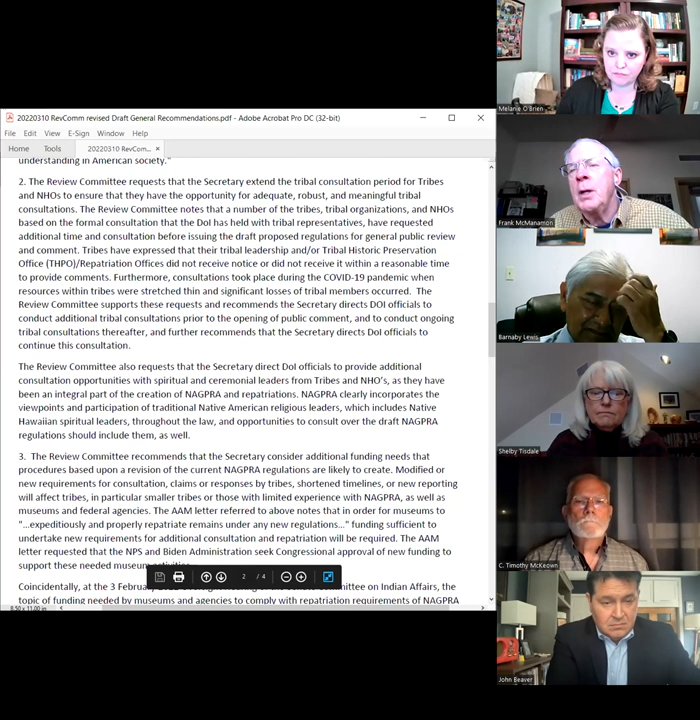 20220310 RevComm revised Draft General Recommendations.pdf - Adobe Acrobat Pro DC (32-bit)
File Edit View E-Sign Window Help
Home Tools 20220310 RevCom... ×
understanding in American society."
2. The Review Committee requests that the Secretary extend the tribal consultation period for Tribes
and NHOs to ensure that they have the opportunity for adequate, robust, and meaningful tribal
consultations. The Review Committee notes that a number of the tribes, tribal organizations, and NHOs
based on the formal consultation that the DoI has held with tribal representatives, have requested
additional time and consultation before issuing the draft proposed regulations for general public review
and comment. Tribes have expressed that their tribal leadership and/or Tribal Historic Preservation
Office (THPO)/Repatriation Offices did not receive notice or did not receive it within a reasonable time
to provide comments. Furthermore, consultations took place during the COVID-19 pandemic when
resources within tribes were stretched thin and significant losses of tribal members occurred. The
Review Committee supports these requests and recommends the Secretary directs DOI officials to
conduct additional tribal consultations prior to the opening of public comment, and to conduct ongoing
tribal consultations thereafter, and further recommends that the Secretary directs DoI officials to
continue this consultation.
The Review Committee also requests that the Secretary direct DoI officials to provide additional
consultation opportunities with spiritual and ceremonial leaders from Tribes and NHO's, as they have
been an integral part of the creation of NAGPRA and repatriations. NAGPRA clearly incorporates the
viewpoints and participation of traditional Native American religious leaders, which includes Native
Hawaiian spiritual leaders, throughout the law, and opportunities to consult over the draft NAGPRA
regulations should include them, as well.
3. The Review Committee recommends that the Secretary consider additional funding needs that
procedures based upon a revision of the current NAGPRA regulations are likely to create. Modified or
new requirements for consultation, claims or responses by tribes, shortened timelines, or new reporting
will affect tribes, in particular smaller tribes or those with limited experience with NAGPRA, as well as
museums and federal agencies. The AAM letter referred to above notes that in order for museums to
"...expeditiously and properly repatriate remains under any new regulations..." funding sufficient to
undertake new requirements for additional consultation and repatriation will be required. The AAM
letter requested that the NPS and Biden Administration seek Congressional approval of new funding to
support these needed museum
2 / 4
Coincidentally, at the 3 Februa committee on Indian Affairs, the
topic of funding needed by museums and agencies to comply with repatriation requirements of NAGPRA
8.50 x 11.00 in
Melanie O'Brien
Frank McManamon
Barnaby Lewis
Shelby Tisdale
C. Timothy McKeown
John Beaver